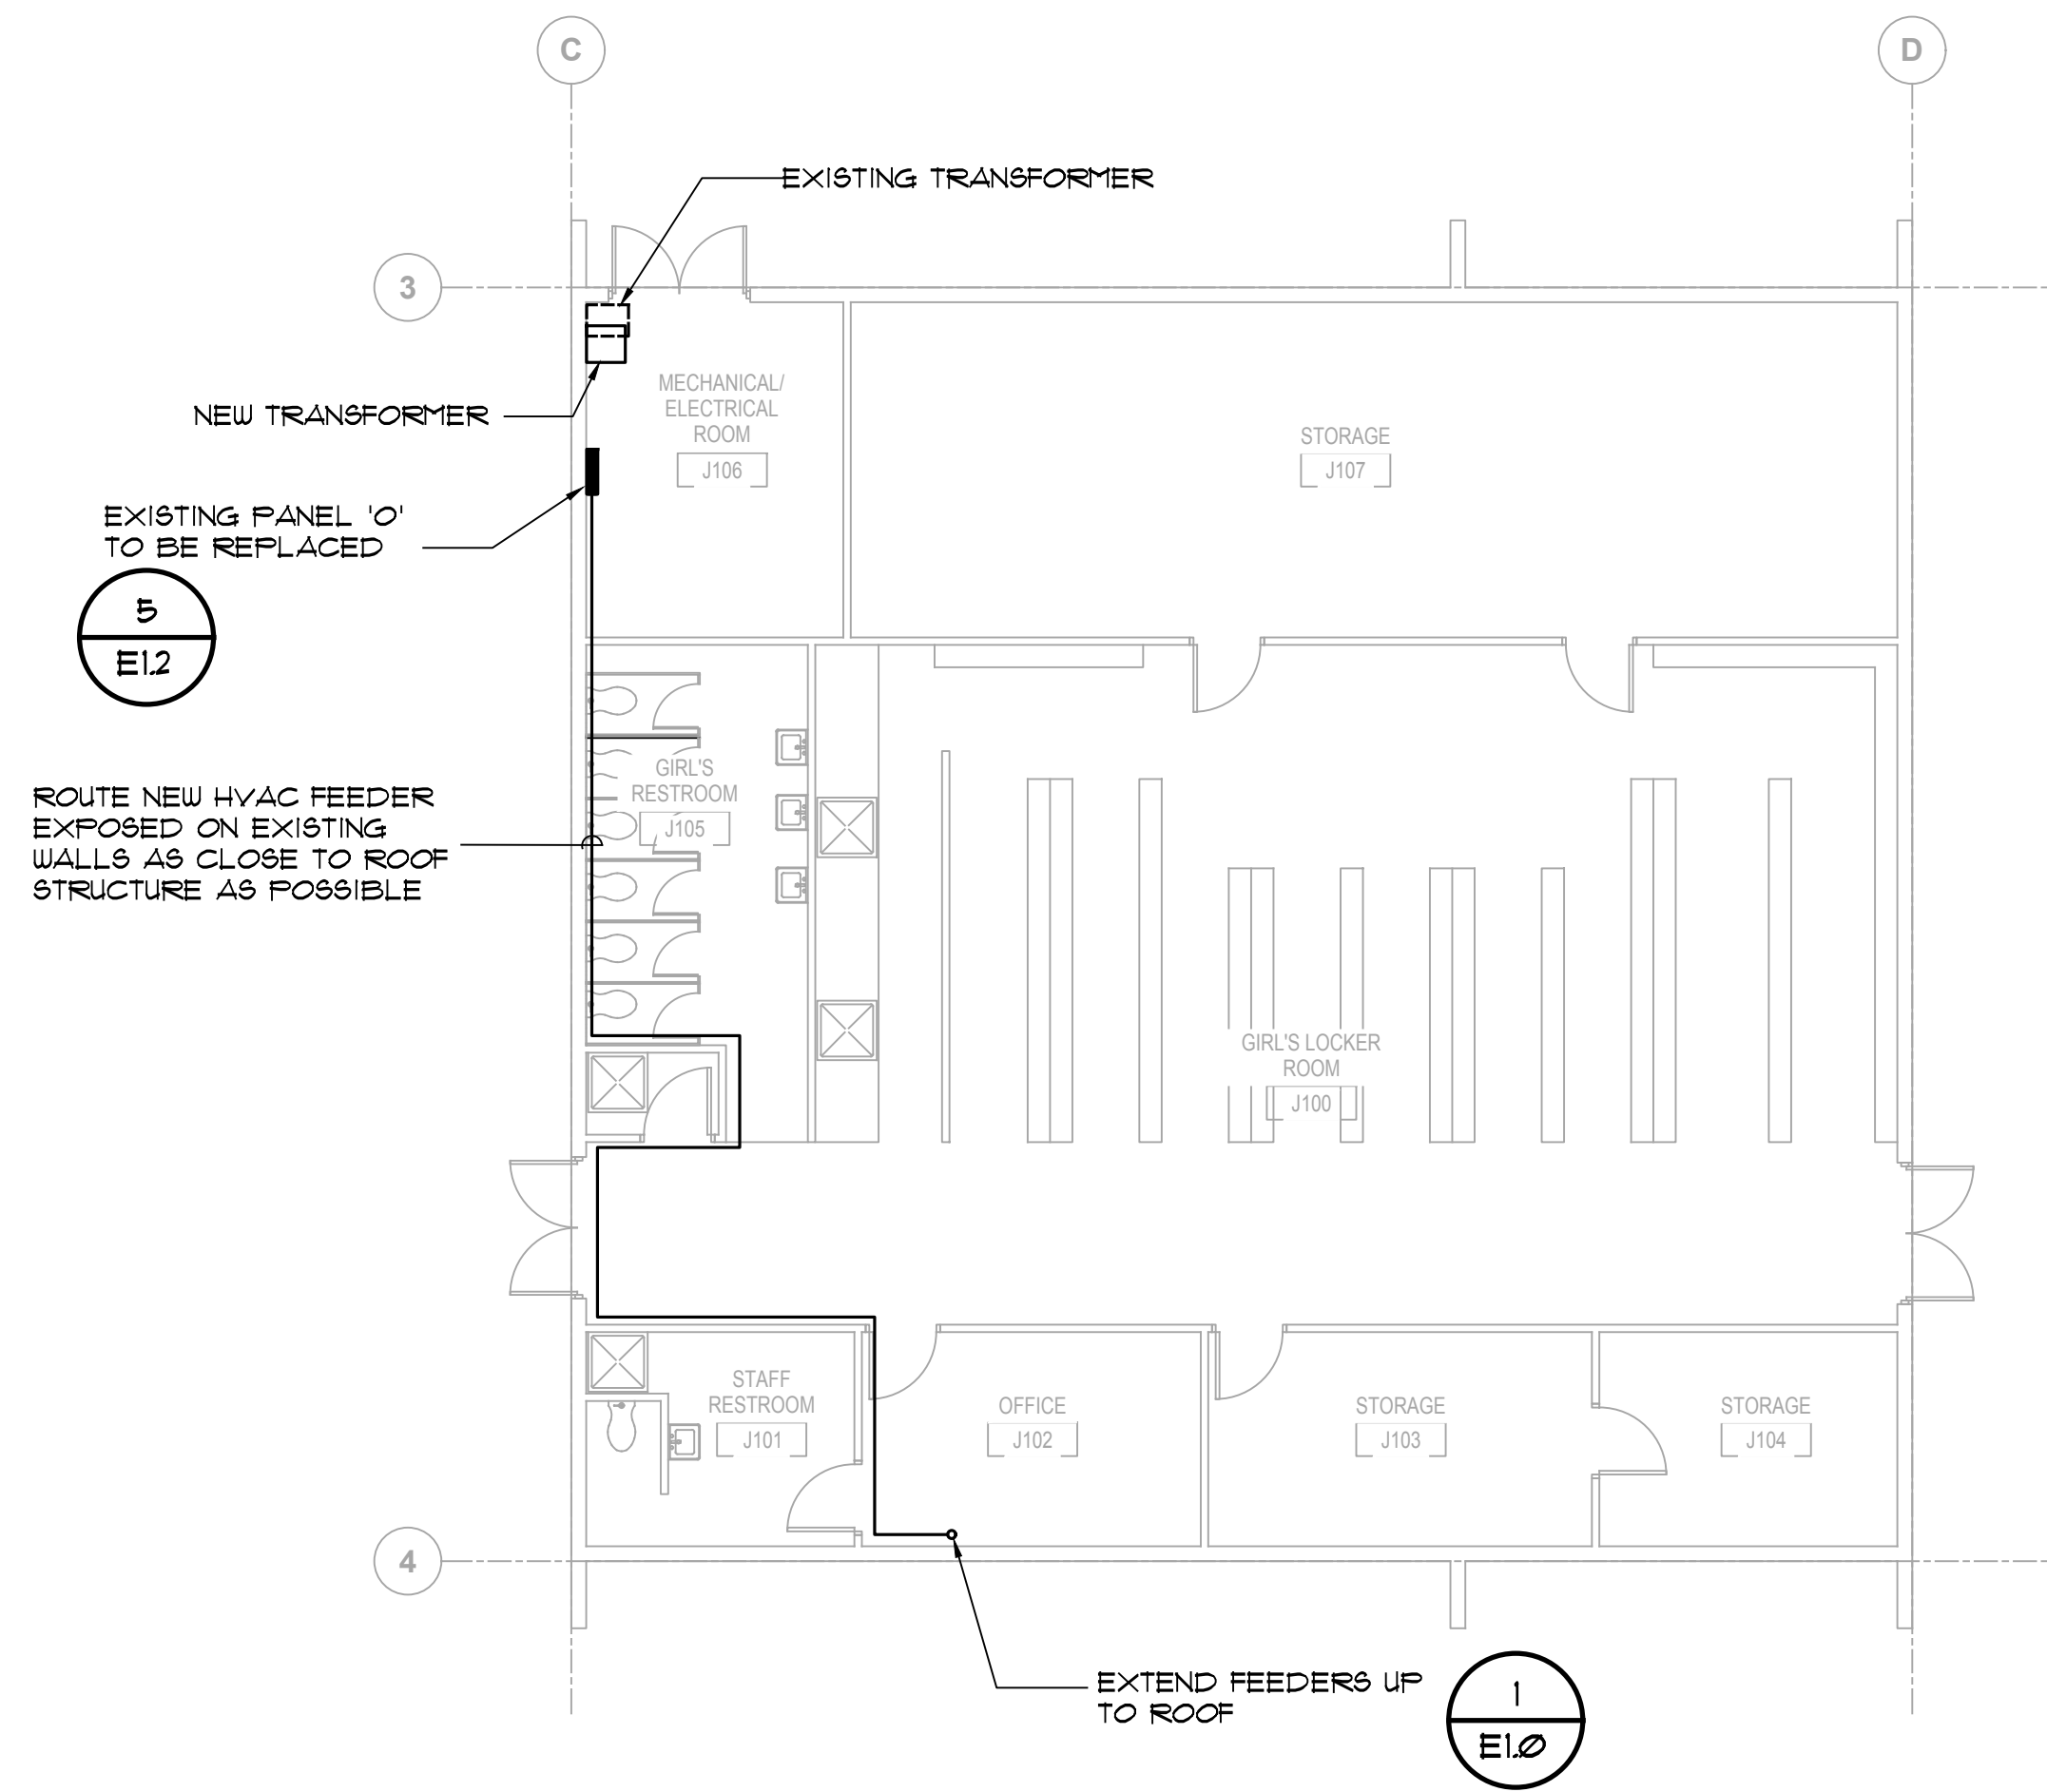 C
D
EXISTING TRANSFORMER
3
MECHANICAL/
ELECTRICAL
ROOM
J106
NEW TRANSFORMER
STORAGE
J107
EXISTING PANEL 'O'
TO BE REPLACED
5
E1.2
GIRL'S
RESTROOM
J105
ROUTE NEW HVAC FEEDER
EXPOSED ON EXISTING
WALLS AS CLOSE TO ROOF
STRUCTURE AS POSSIBLE
GIRL'S LOCKER
ROOM
J100
STAFF
RESTROOM
J101
OFFICE
J102
STORAGE
J103
STORAGE
J104
4
EXTEND FEEDERS UP
TO ROOF
1
E1.0